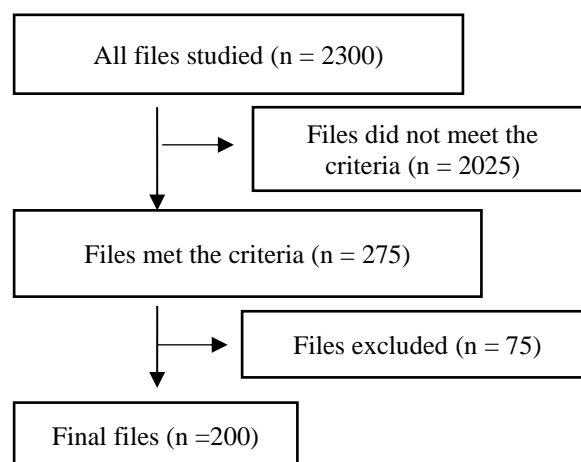 All files studied (n = 2300)
Files did not meet the
criteria (n = 2025)
Files met the criteria (n = 275)
Files excluded (n = 75)
Final files (n =200)